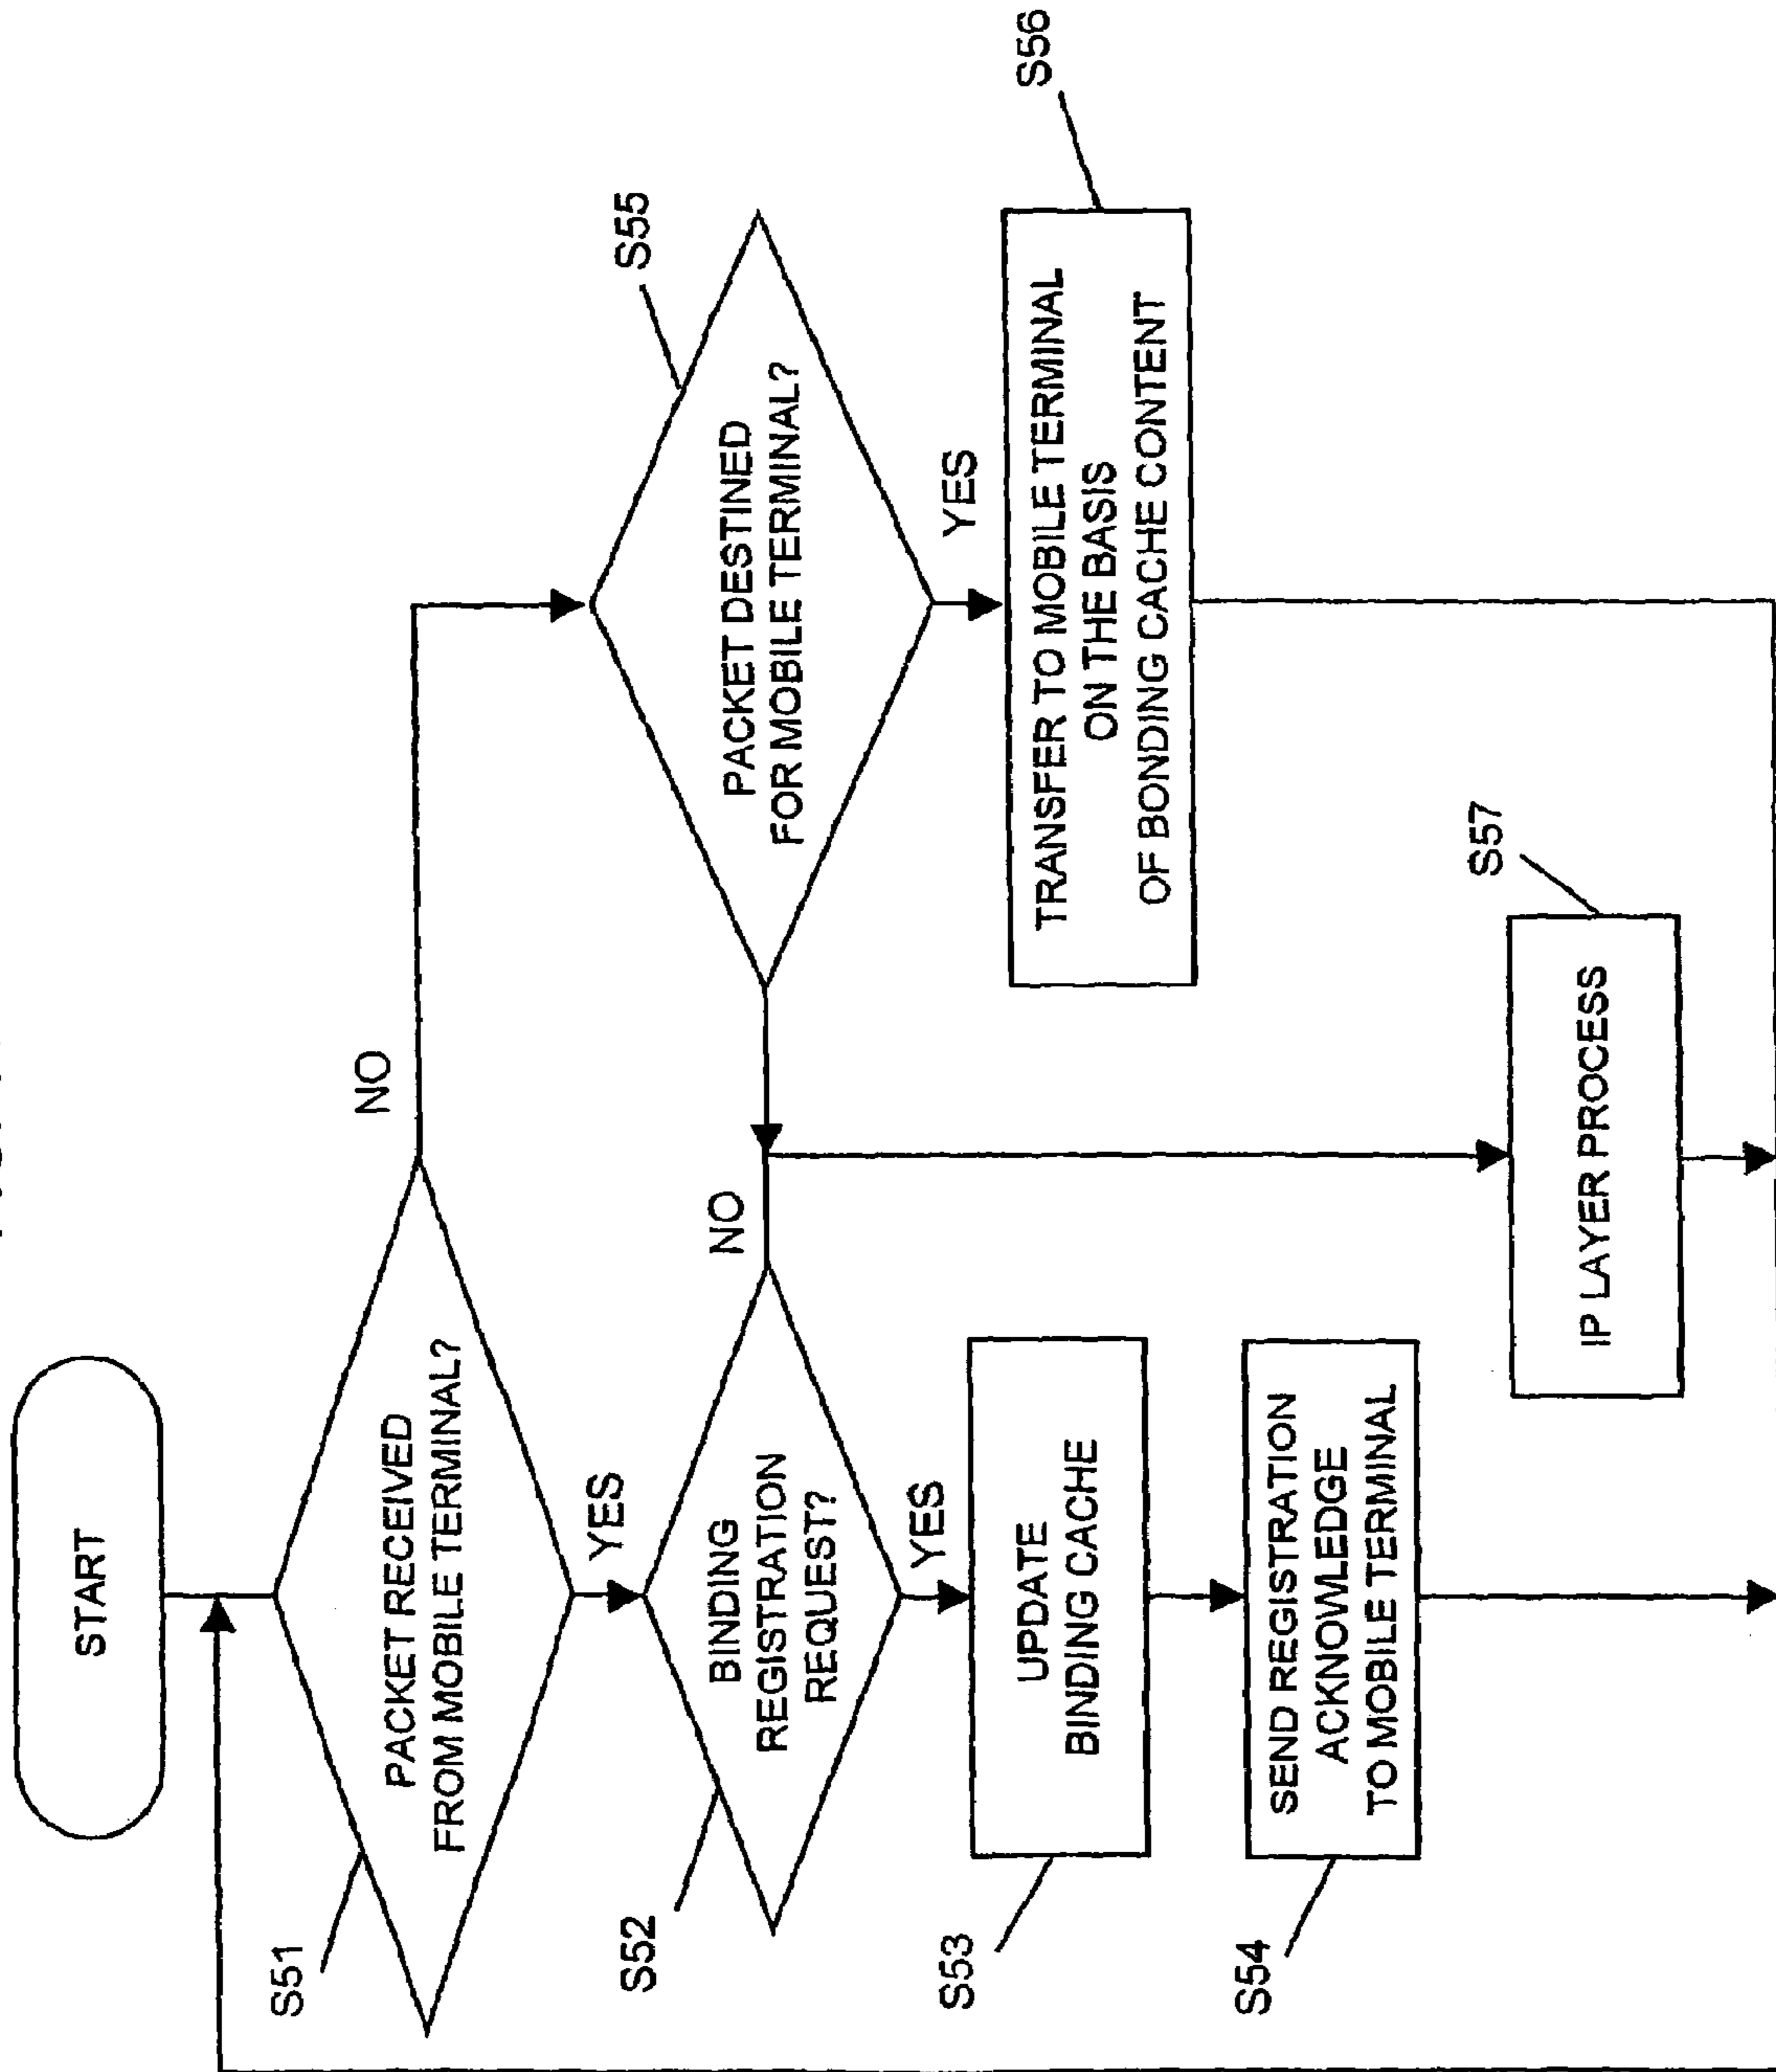 START
PACKET RECEIVED
FROM MOBILE TERMINAL?
S51
NO
YES
BINDING
REGISTRATION
REQUEST?
S52
NO
YES
UPDATE
BINDING CACHE
S53
SEND REGISTRATION
ACKNOWLEDGE
TO MOBILE TERMINAL
S54
PACKET DESTINED
FOR MOBILE TERMINAL?
S55
YES
TRANSFER TO MOBILE TERMINAL
ON THE BASIS
OF BONDING CACHE CONTENT
S56
IP LAYER PROCESS
S57